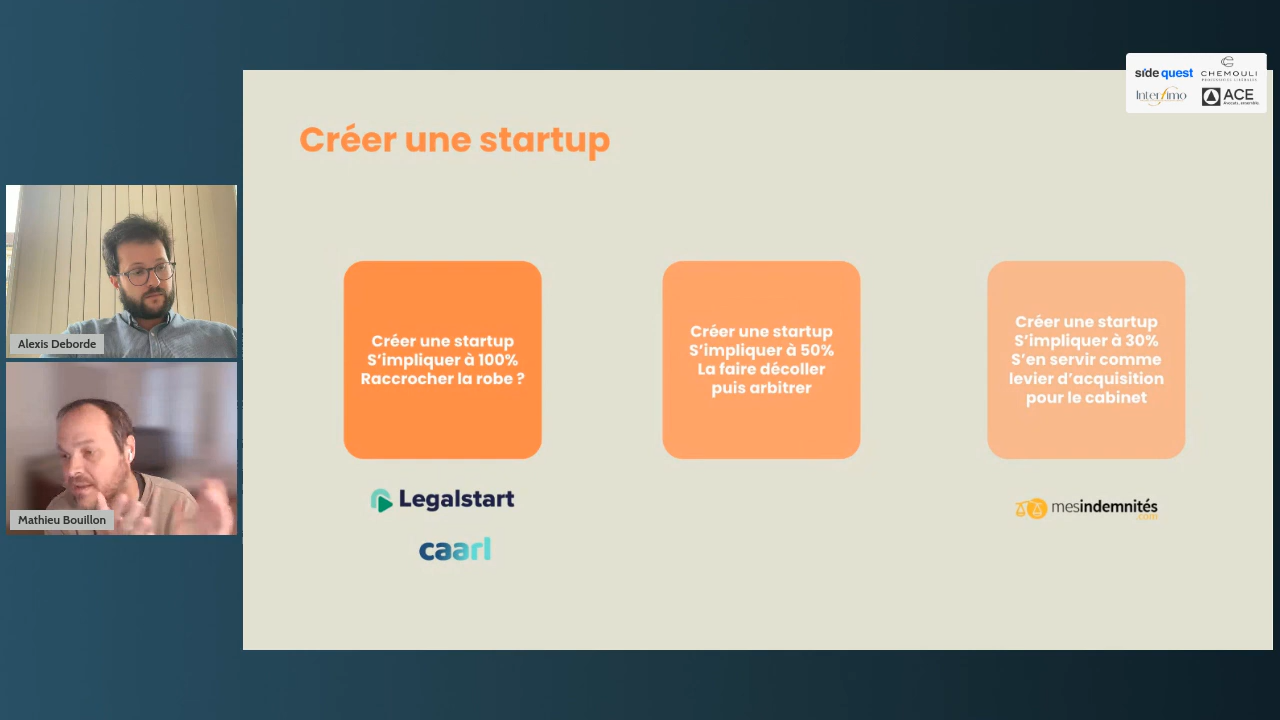 side quest
CHEMOULI
Interfimo
ACE
Créer une startup
Alexis Deborde
Mathieu Bouillon
Créer une startup
S'impliquer à 100%
Raccrocher la robe ?
Créer une startup
S'impliquer à 50%
La faire décoller
puis arbitrer
Créer une startup
S'impliquer à 30%
S'en servir comme
levier d'acquisition
pour le cabinet
Legalstart
caarl
mesindemnités
.com